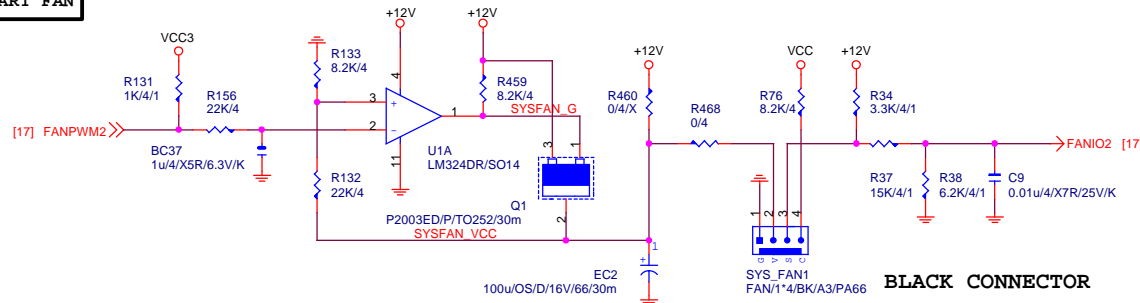 ART FAN
VCC3
R131
1K/4/1
R156
22K/4
[17] FANPWM2
BC37
1u/4/X5R/6.3V/K
R133
8.2K/4
R132
22K/4
+12V
4
3
+
2
−
1
11
U1A
LM324DR/SO14
+12V
R459
8.2K/4
SYSFAN_G
3
1
Q1
2
P2003ED/P/TO252/30m
SYSFAN_VCC
+12V
R460
0/4/X
R468
0/4
1
+
EC2
100u/OS/D/16V/66/30m
VCC
R76
8.2K/4
+12V
R34
3.3K/4/1
1
2
3
4
G
V
S
C
SYS_FAN1
FAN/1*4/BK/A3/PA66
R37
15K/4/1
R38
6.2K/4/1
C9
0.01u/4/X7R/25V/K
FANIO2 [17
BLACK CONNECTOR